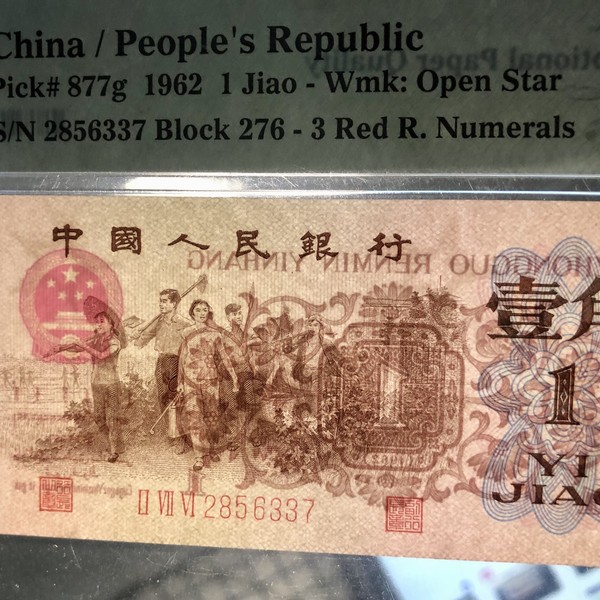 China / People's Republic
Pick# 877g 1962 1 Jiao - Wmk: Open Star
S/N 2856337 Block 276 - 3 Red R. Numerals
中國人民銀行
ZHONGGUO RENMIN YINHANG
壹角
1
YI
JIAO
II VII VI 2856337